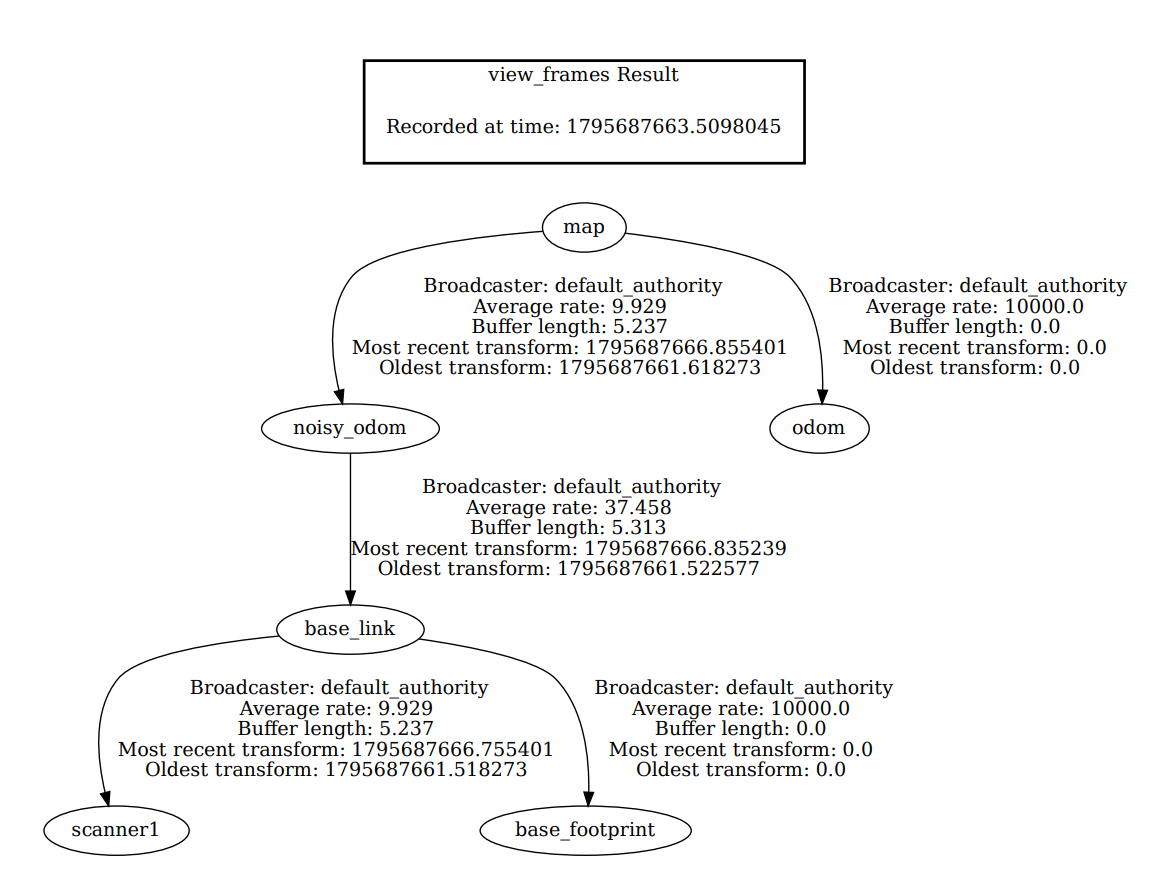 view_frames Result
Recorded at time: 1795687663.5098045
map
Broadcaster: default_authority
Average rate: 9.929
Buffer length: 5.237
Most recent transform: 1795687666.855401
Oldest transform: 1795687661.618273
Broadcaster: default_authority
Average rate: 10000.0
Buffer length: 0.0
Most recent transform: 0.0
Oldest transform: 0.0
noisy_odom
odom
Broadcaster: default_authority
Average rate: 37.458
Buffer length: 5.313
Most recent transform: 1795687666.835239
Oldest transform: 1795687661.522577
base_link
Broadcaster: default_authority
Average rate: 9.929
Buffer length: 5.237
Most recent transform: 1795687666.755401
Oldest transform: 1795687661.518273
Broadcaster: default_authority
Average rate: 10000.0
Buffer length: 0.0
Most recent transform: 0.0
Oldest transform: 0.0
scanner1
base_footprint